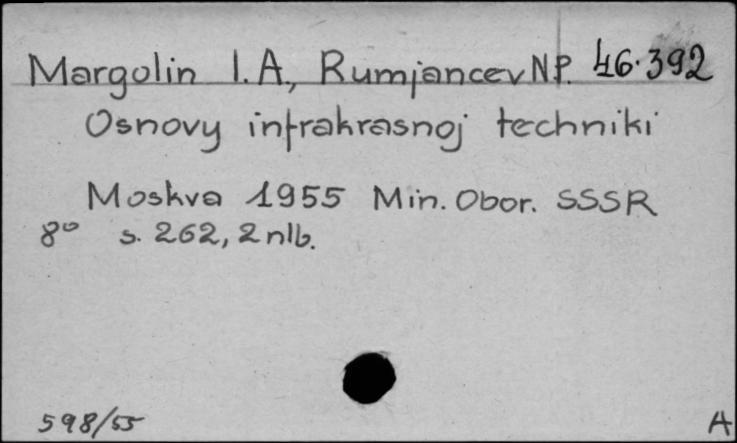 Margolin I. A., Rumjancev N P. 46.392
Osnovy infrakrasnoj techniki
Moskva 1955 Min. Obor. SSSR
8° s. 262, 2 nlb.
598/55 A